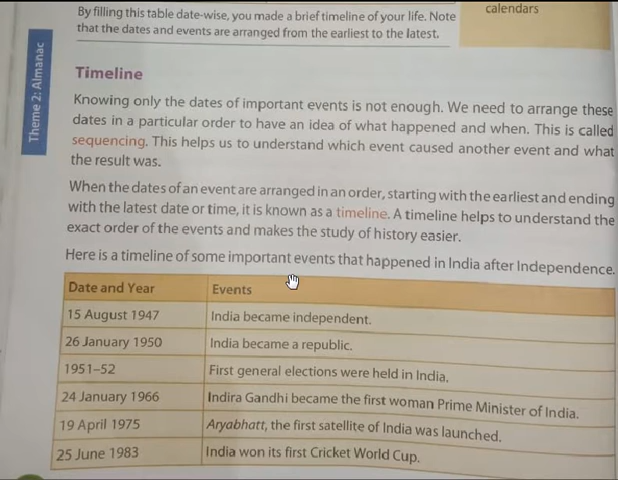 calendars
By filling this table date-wise, you made a brief timeline of your life. Note
that the dates and events are arranged from the earliest to the latest.
Theme 2: Almanac
Timeline
Knowing only the dates of important events is not enough. We need to arrange these
dates in a particular order to have an idea of what happened and when. This is called
sequencing. This helps us to understand which event caused another event and what
the result was.
When the dates of an event are arranged in an order, starting with the earliest and ending
with the latest date or time, it is known as a timeline. A timeline helps to understand the
exact order of the events and makes the study of history easier.
Here is a timeline of some important events that happened in India after Independence.
Date and Year Events
15 August 1947 India became independent.
26 January 1950 India became a republic.
1951–52 First general elections were held in India.
24 January 1966 Indira Gandhi became the first woman Prime Minister of India.
19 April 1975 Aryabhatt, the first satellite of India was launched.
25 June 1983 India won its first Cricket World Cup.